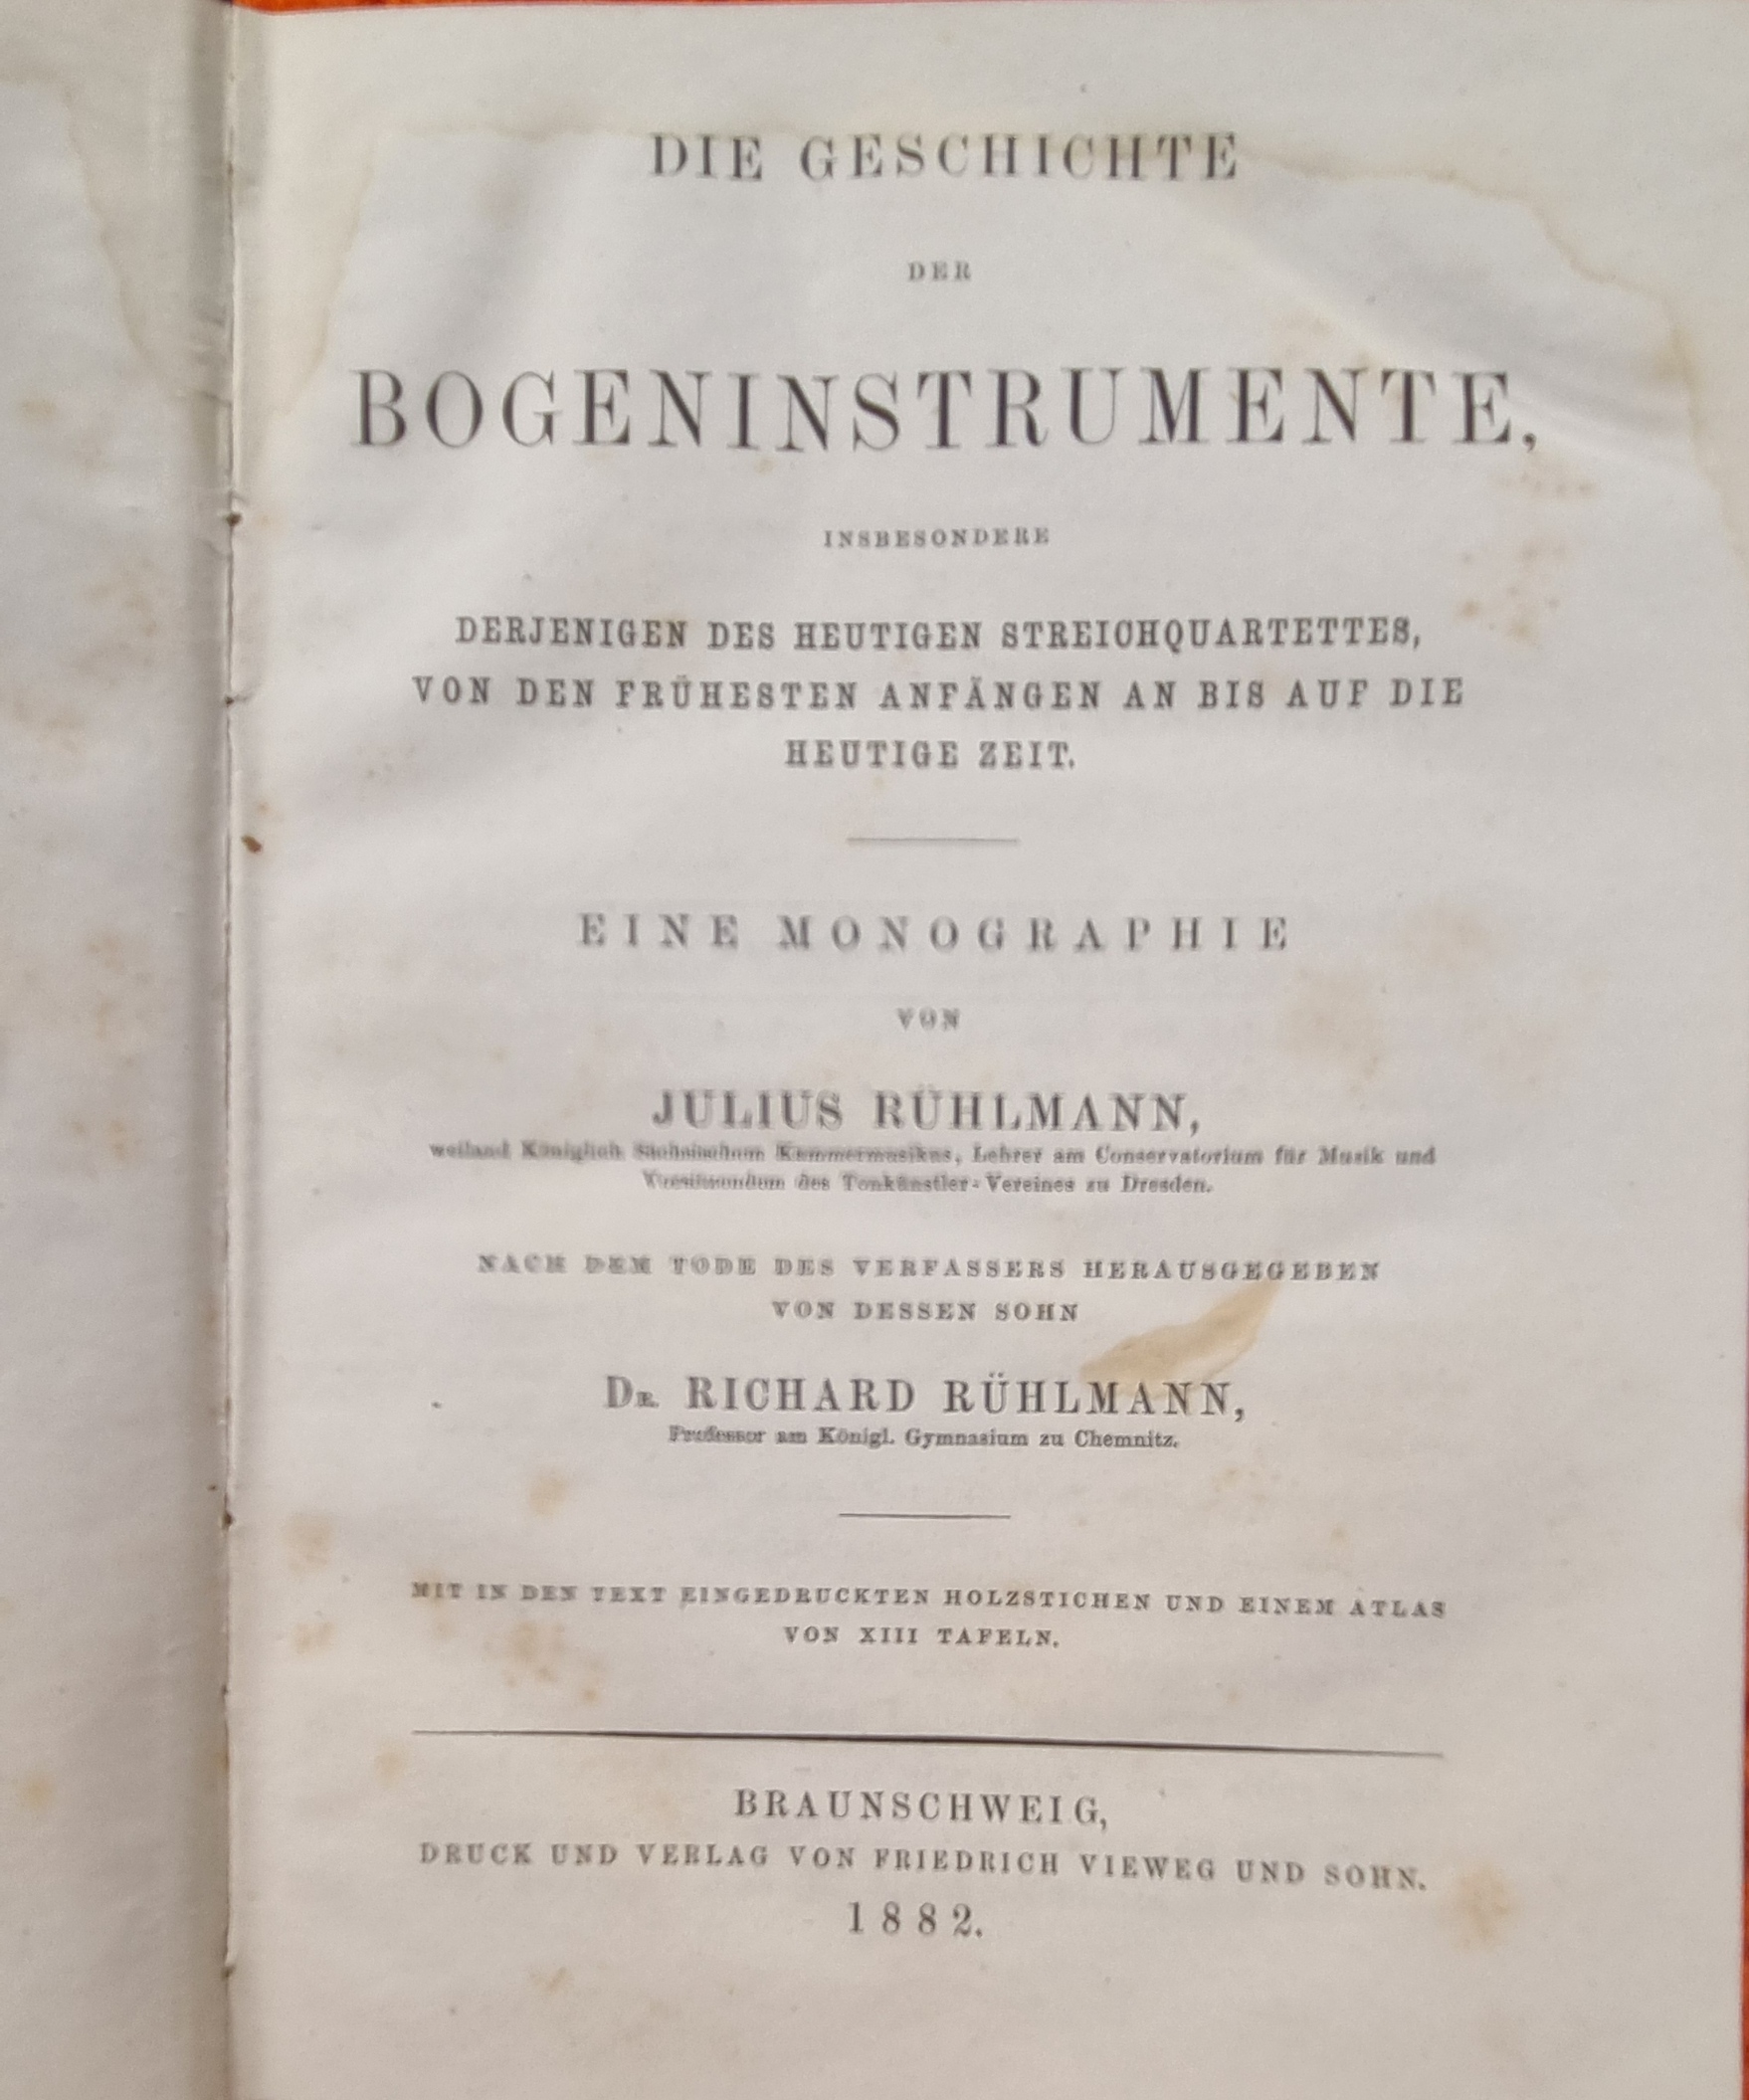 DIE GESCHICHTE
DER
BOGENINSTRUMENTE,
INSBESONDERE
DERJENIGEN DES HEUTIGEN STREICHQUARTETTES,
VON DEN FRÜHESTEN ANFÄNGEN AN BIS AUF DIE
HEUTIGE ZEIT.
EINE MONOGRAPHIE
VON
JULIUS RÜHLMANN,
weiland Königlich Sächsischem Kammermusikus, Lehrer am Conservatorium für Musik und
Vorsitzendem des Tonkünstler-Vereines zu Dresden.
NACH DEM TODE DES VERFASSERS HERAUSGEGEBEN
VON DESSEN SOHN
DR. RICHARD RÜHLMANN,
Professor am Königl. Gymnasium zu Chemnitz.
MIT IN DEN TEXT EINGEDRUCKTEN HOLZSTICHEN UND EINEM ATLAS
VON XIII TAFELN.
BRAUNSCHWEIG,
DRUCK UND VERLAG VON FRIEDRICH VIEWEG UND SOHN.
1882.